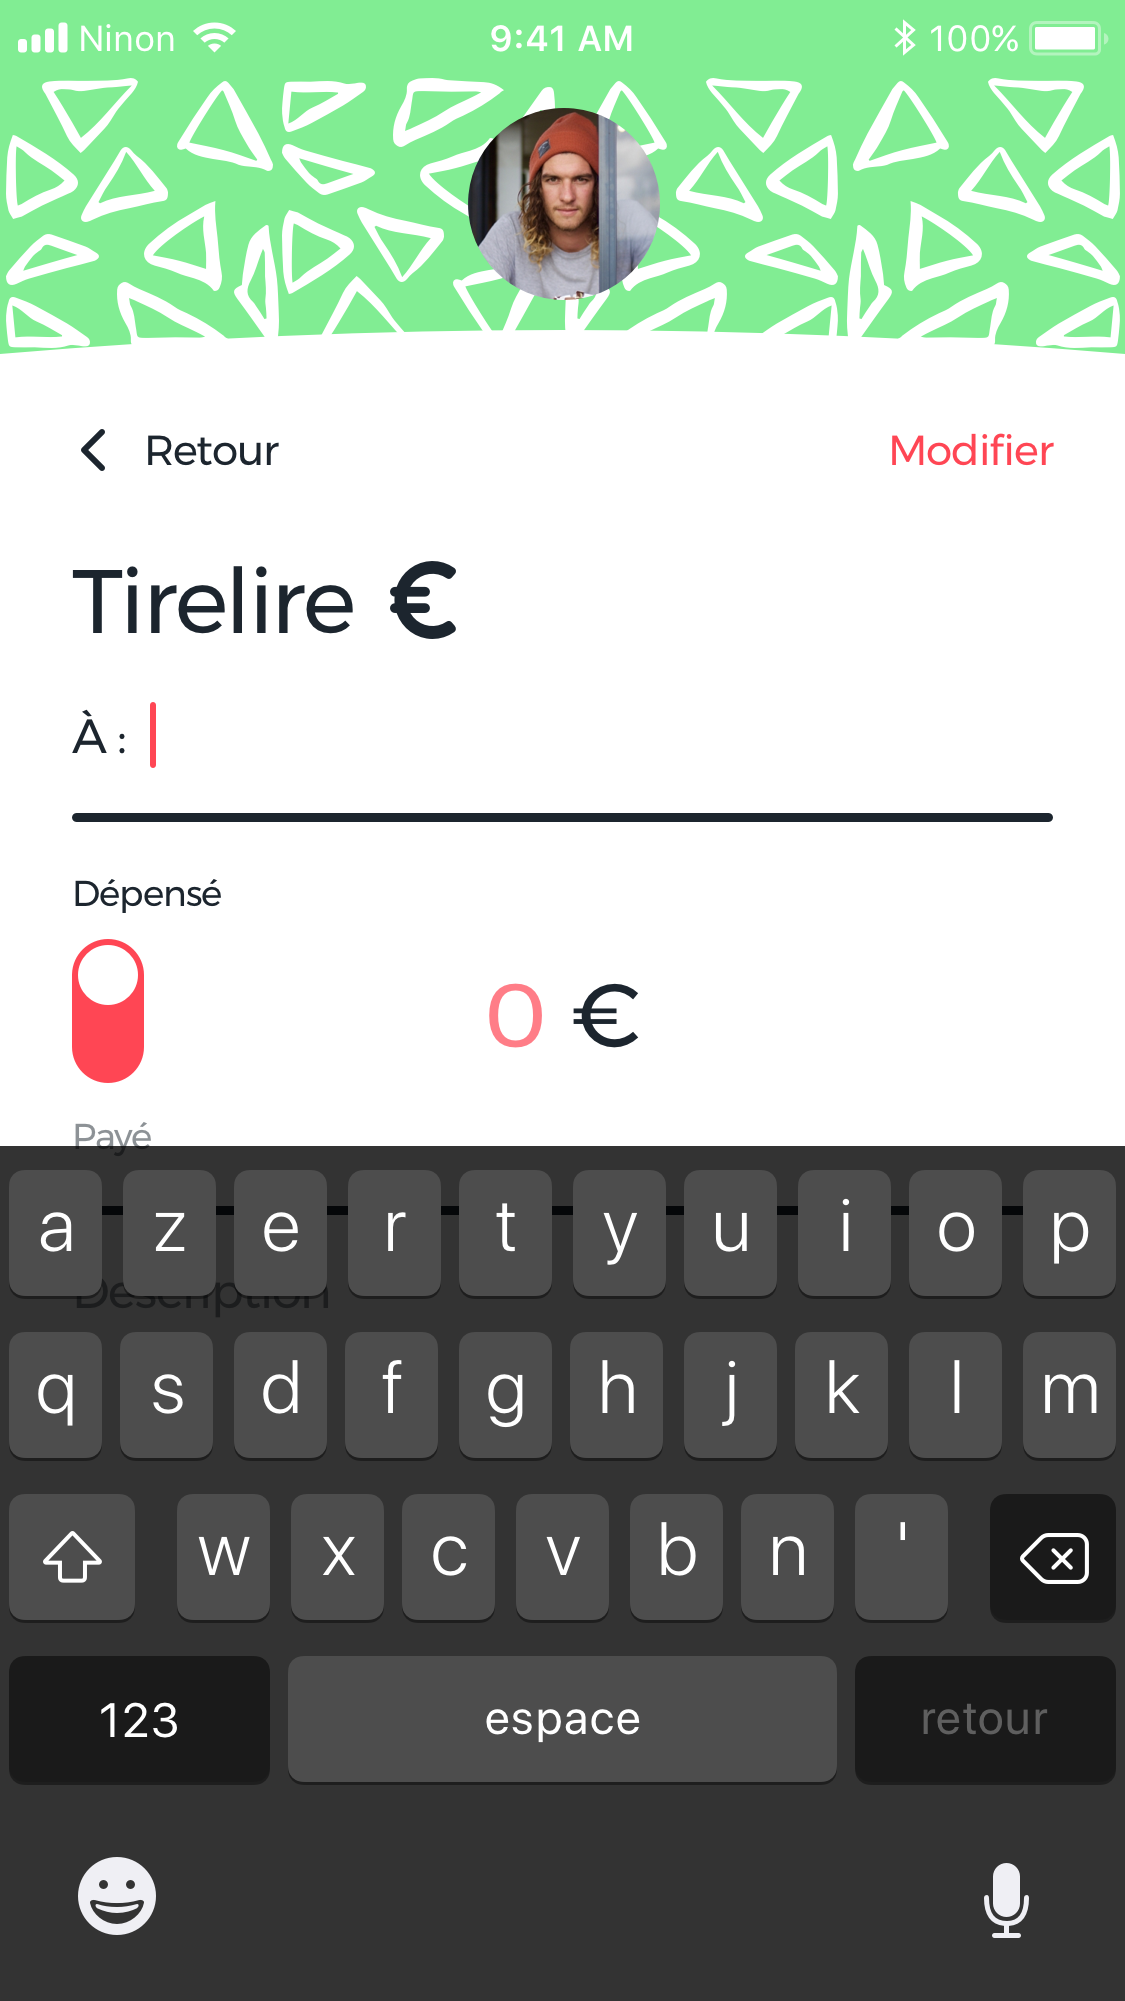 Ninon 9:41 AM 100%
Retour Modifier
Tirelire €
À :
Dépensé
0 €
Payé
Description
a z e r t y u i o p
q s d f g h j k l m
w x c v b n '
123 espace retour